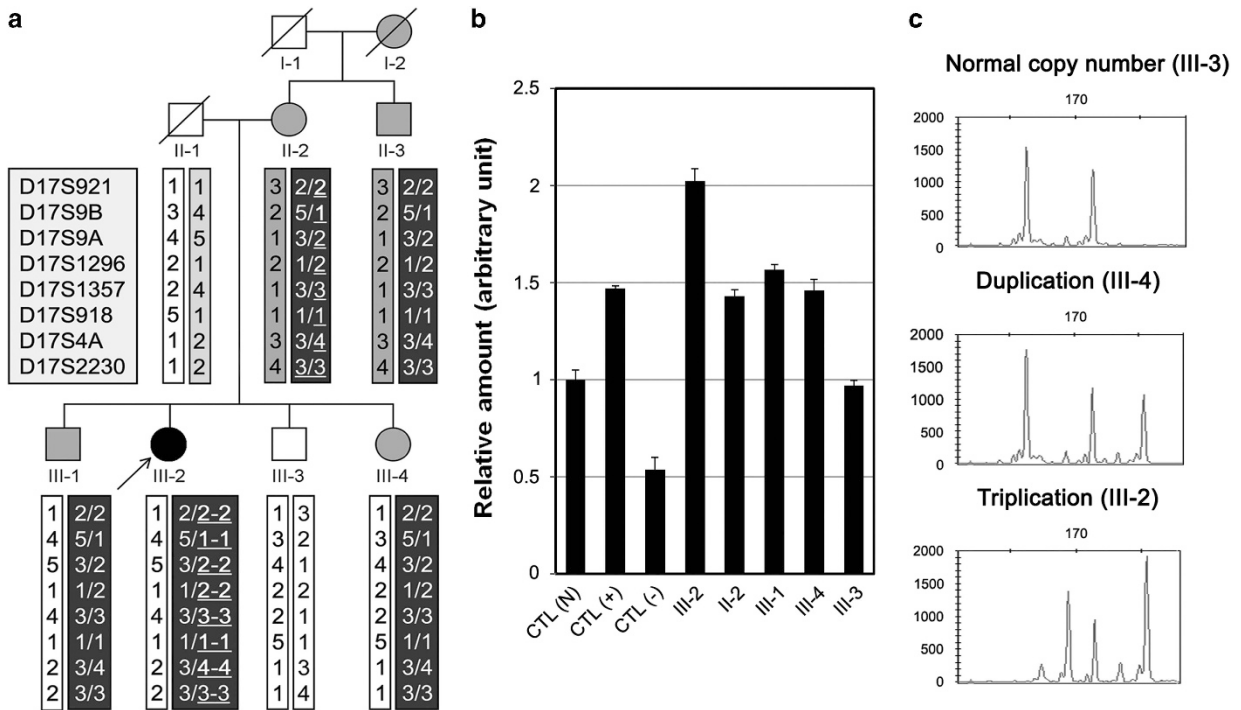 a
I-1 I-2
II-1 II-2 II-3
D17S921 1 1 3 2/2 3 2/2
D17S9B 3 4 2 5/1 2 5/1
D17S9A 4 5 1 3/2 1 3/2
D17S1296 2 1 2 1/2 2 1/2
D17S1357 2 4 1 3/3 1 3/3
D17S918 5 1 1 1/1 1 1/1
D17S4A 1 2 3 3/4 3 3/4
D17S2230 1 2 4 3/3 4 3/3
III-1 III-2 III-3 III-4
1 2/2 1 2/2-2 1 3 1 2/2
4 5/1 4 5/1-1 3 2 3 5/1
5 3/2 5 3/2-2 4 1 4 3/2
1 1/2 1 1/2-2 2 2 2 1/2
4 3/3 4 3/3-3 2 1 2 3/3
1 1/1 1 1/1-1 5 1 5 1/1
2 3/4 2 3/4-4 1 3 1 3/4
2 3/3 2 3/3-3 1 4 1 3/3
b
Relative amount (arbitrary unit)
2.5
2
1.5
1
0.5
0
CTL (N) CTL (+) CTL (-) III-2 II-2 III-1 III-4 III-3
c
Normal copy number (III-3)
170
2000
1500
1000
500
0
Duplication (III-4)
170
2000
1500
1000
500
0
Triplication (III-2)
170
2000
1500
1000
500
0